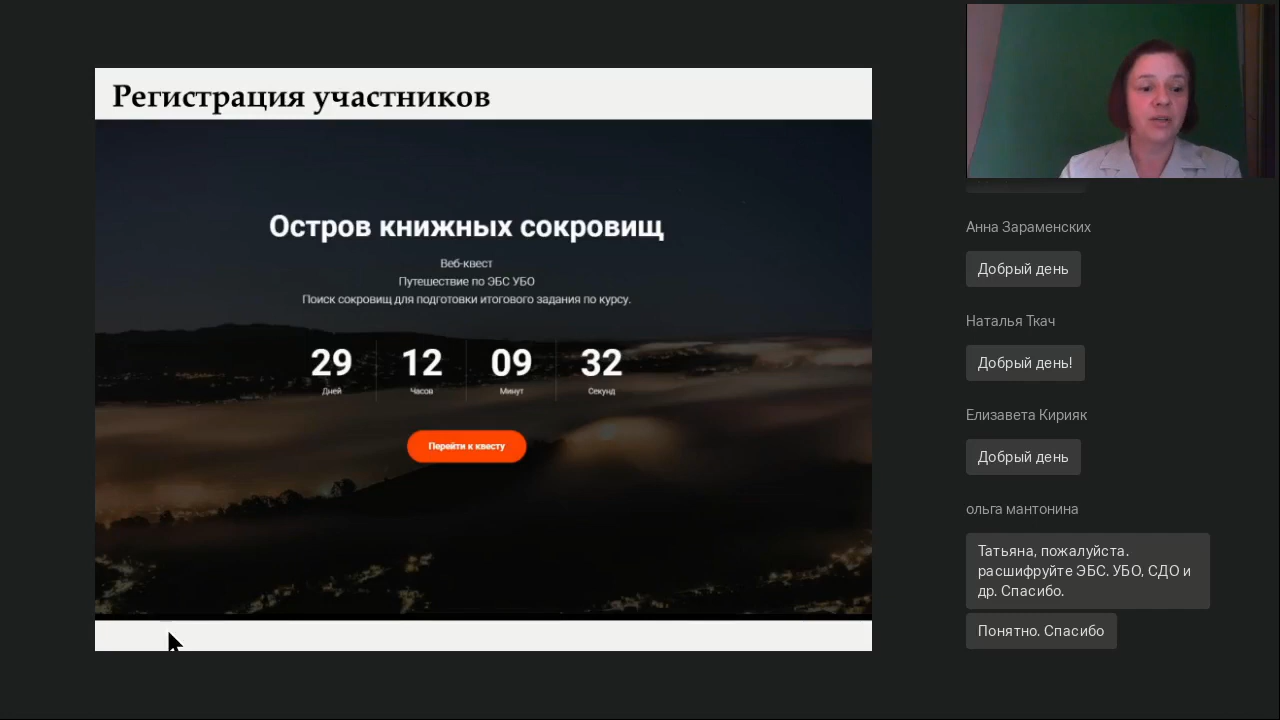 Регистрация участников
Остров книжных сокровищ
Веб-квест
Путешествие по ЭБС УБО
Поиск сокровищ для подготовки итогового задания по курсу.
29 12 09 32
Дней Часов Минут Секунд
Перейти к квесту
Анна Зараменских
Добрый день
Наталья Ткач
Добрый день!
Елизавета Кирияк
Добрый день
ольга мантонина
Татьяна, пожалуйста.
расшифруйте ЭБС. УБО, СДО и
др. Спасибо.
Понятно. Спасибо